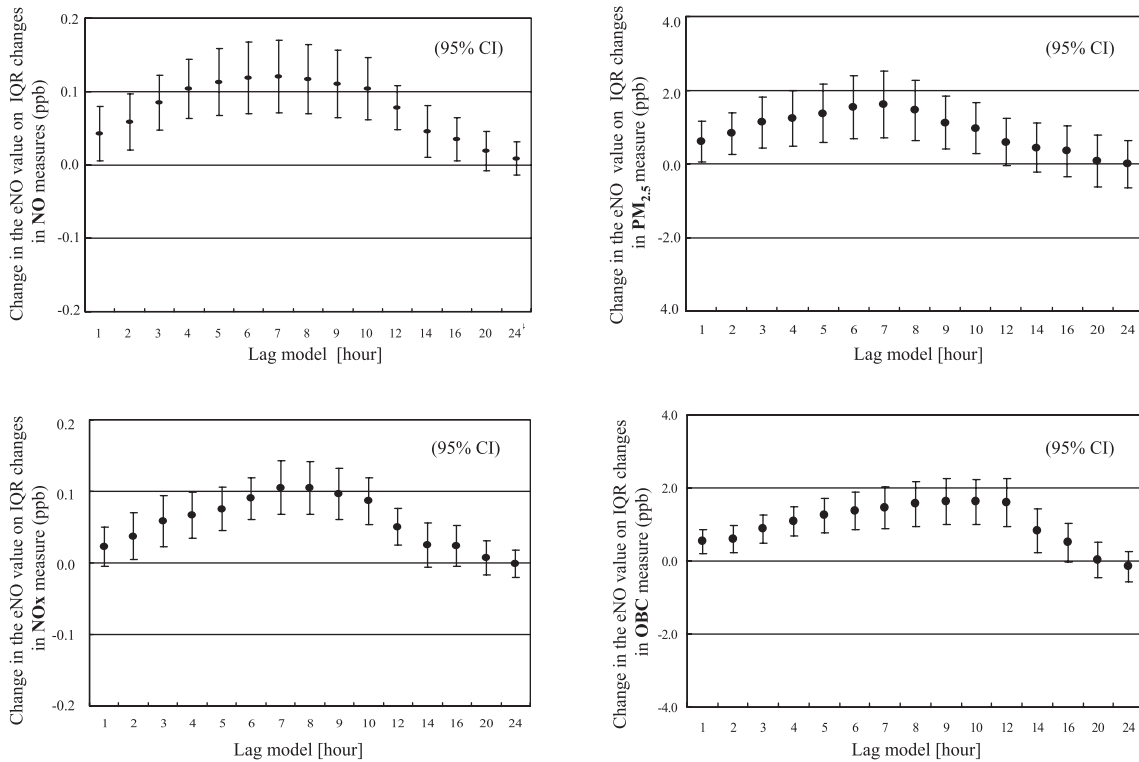 Change in the eNO value on IQR changes
in NO measures (ppb)
0.2
0.1
0.0
-0.1
-0.2
(95% CI)
1 2 3 4 5 6 7 8 9 10 12 14 16 20 24
Lag model [hour]
Change in the eNO value on IQR changes
in PM2.5 measure (ppb)
4.0
2.0
0.0
-2.0
4.0
(95% CI)
1 2 3 4 5 6 7 8 9 10 12 14 16 20 24
Lag model [hour]
Change in the eNO value on IQR changes
in NOx measure (ppb)
0.2
0.1
0.0
-0.1
-0.2
(95% CI)
1 2 3 4 5 6 7 8 9 10 12 14 16 20 24
Lag model [hour]
Change in the eNO value on IQR changes
in OBC measure (ppb)
4.0
2.0
0.0
-2.0
-4.0
(95% CI)
1 2 3 4 5 6 7 8 9 10 12 14 16 20 24
Lag model [hour]